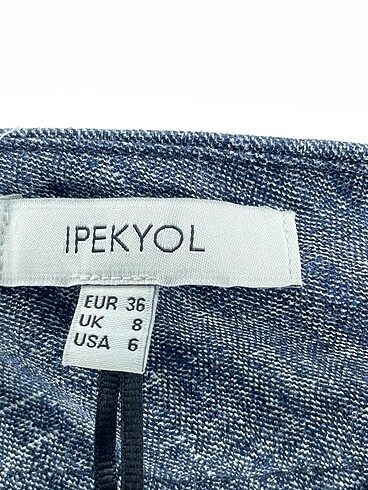 IPEKYOL
EUR 36
UK 8
USA 6